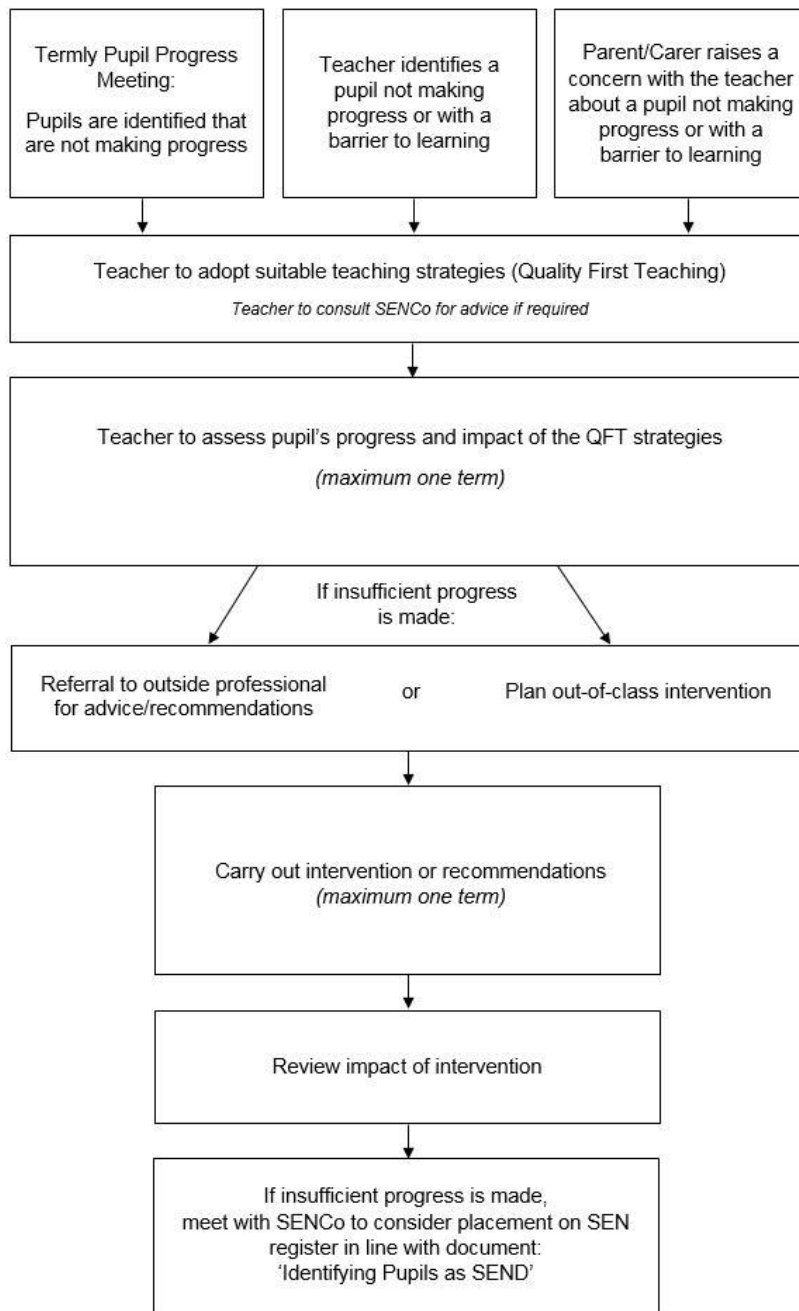 Termly Pupil Progress
Meeting:
Pupils are identified that
are not making progress
Teacher identifies a
pupil not making
progress or with a
barrier to learning
Parent/Carer raises a
concern with the teacher
about a pupil not making
progress or with a
barrier to learning
Teacher to adopt suitable teaching strategies (Quality First Teaching)
Teacher to consult SENCo for advice if required
Teacher to assess pupil's progress and impact of the QFT strategies
(maximum one term)
If insufficient progress
is made:
Referral to outside professional
for advice/recommendations
or
Plan out-of-class intervention
Carry out intervention or recommendations
(maximum one term)
Review impact of intervention
If insufficient progress is made,
meet with SENCo to consider placement on SEN
register in line with document:
'Identifying Pupils as SEND'